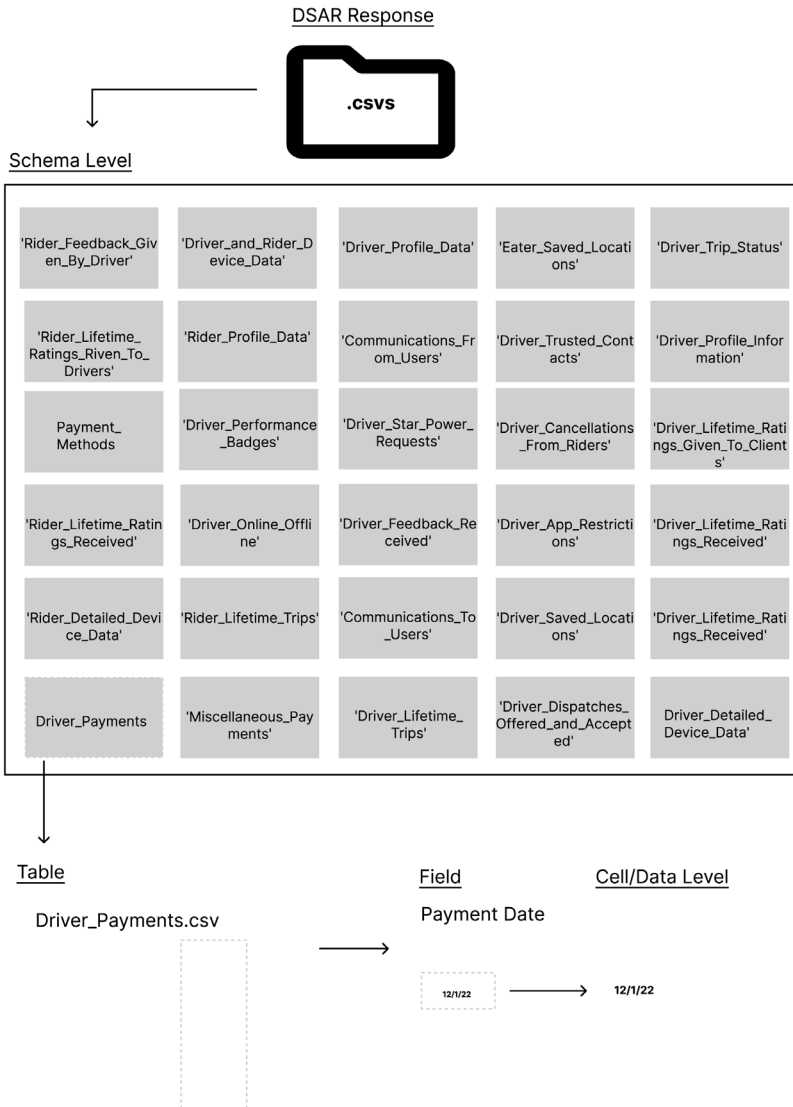 DSAR Response
.csvs
Schema Level
'Rider_Feedback_Giv
en_By_Driver'
'Driver_and_Rider_D
evice_Data'
'Driver_Profile_Data'
'Eater_Saved_Locati
ons'
'Driver_Trip_Status'
'Rider_Lifetime_
Ratings_Riven_To_
Drivers'
'Rider_Profile_Data'
'Communications_Fr
om_Users'
'Driver_Trusted_Cont
acts'
'Driver_Profile_Infor
mation'
Payment_
Methods
'Driver_Performance
_Badges'
'Driver_Star_Power_
Requests'
'Driver_Cancellations
_From_Riders'
'Driver_Lifetime_Rati
ngs_Given_To_Client
s'
'Rider_Lifetime_Ratin
gs_Received'
'Driver_Online_Offli
ne'
'Driver_Feedback_Re
ceived'
'Driver_App_Restricti
ons'
'Driver_Lifetime_Rati
ngs_Received'
'Rider_Detailed_Devi
ce_Data'
'Rider_Lifetime_Trips'
'Communications_To
_Users'
'Driver_Saved_Locati
ons'
'Driver_Lifetime_Rati
ngs_Received'
Driver_Payments
'Miscellaneous_Pay
ments'
'Driver_Lifetime_
Trips'
'Driver_Dispatches_
Offered_and_Accept
ed'
Driver_Detailed_
Device_Data'
Table
Driver_Payments.csv
Field
Payment Date
12/1/22
Cell/Data Level
12/1/22